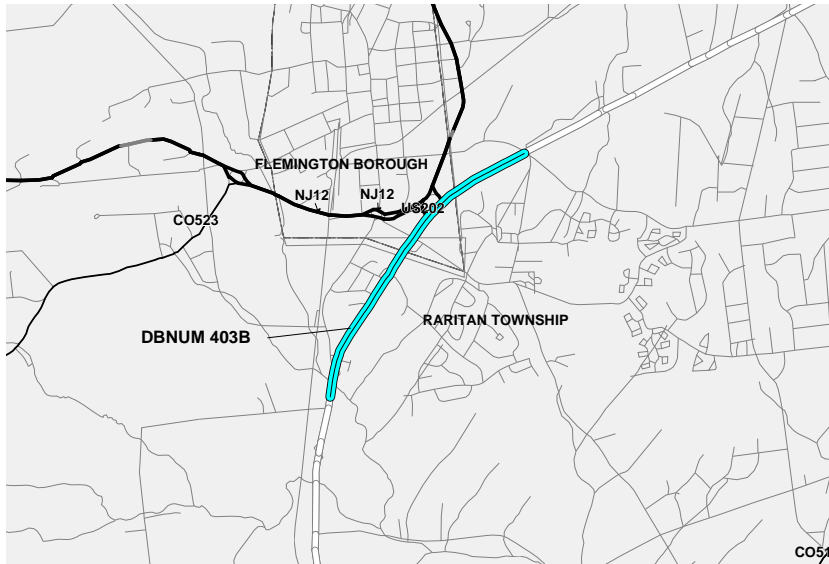 FLEMINGTON BOROUGH
NJ12
NJ12
US202
CO523
RARITAN TOWNSHIP
DBNUM 403B
CO51